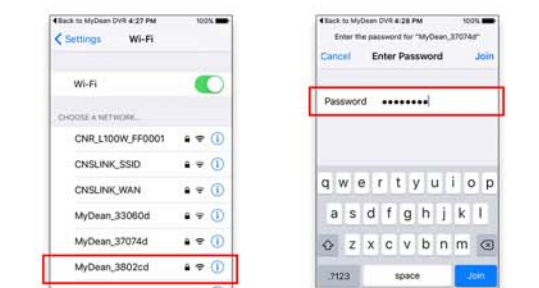 Back to MyDean DVR 4:27 PM 100%
Settings Wi-Fi
Wi-Fi
CHOOSE A NETWORK...
CNR_L100W_FF0001
CNSLINK_SSID
CNSLINK_WAN
MyDean_33060d
MyDean_37074d
MyDean_3802cd
Back to MyDean DVR 4:28 PM 100%
Enter the password for "MyDean_37074d"
Cancel Enter Password Join
Password ••••••••
q w e r t y u i o p
a s d f g h j k l
z x c v b n m
.?123 space Join